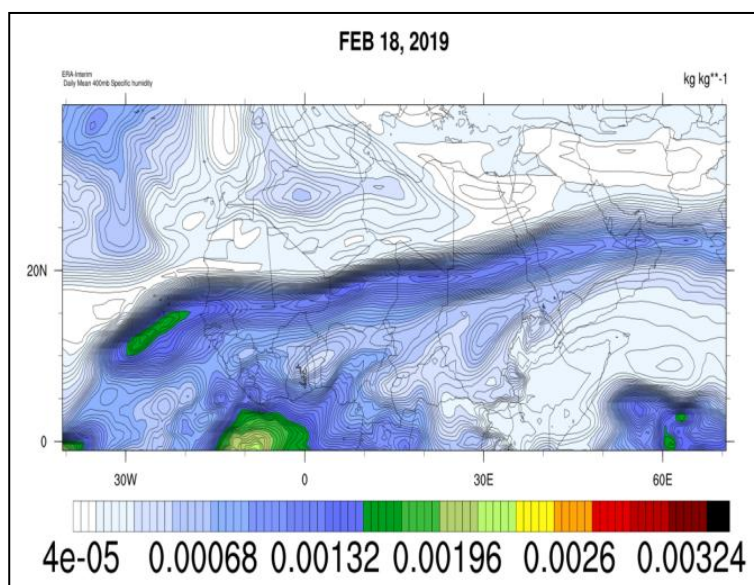 FEB 18, 2019
ERA-Interim
Daily Mean 400mb Specific humidity
kg kg**-1
20N
0
30W 0 30E 60E
4e-05 0.00068 0.00132 0.00196 0.0026 0.00324